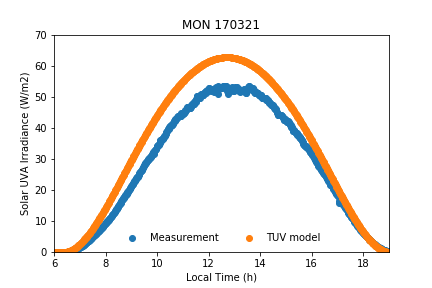 MON 170321
70
60
50
40
30
20
10
0
Solar UVA Irradiance (W/m2)
Measurement TUV model
6 8 10 12 14 16 18
Local Time (h)